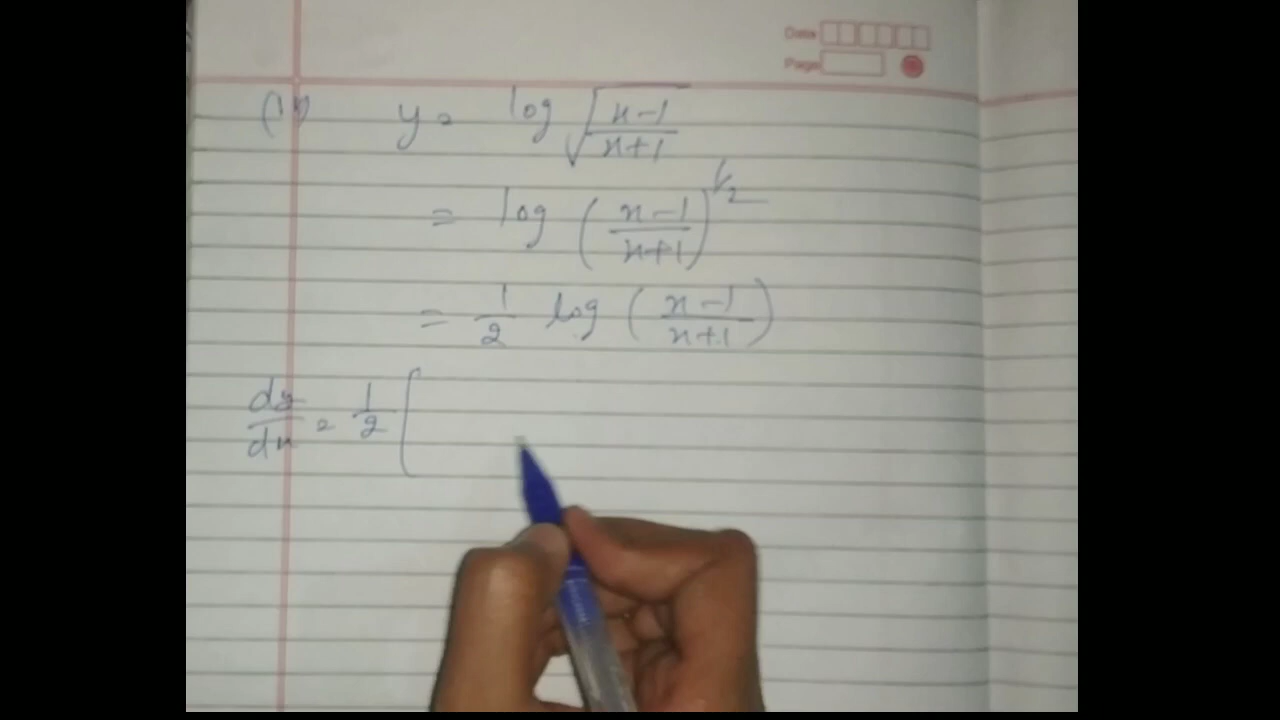 Date
Page
(ii) y = log √(x-1/x+1)
= log (x-1/x+1)^1/2
= 1/2 log (x-1/x+1)
dy/dx = 1/2 [